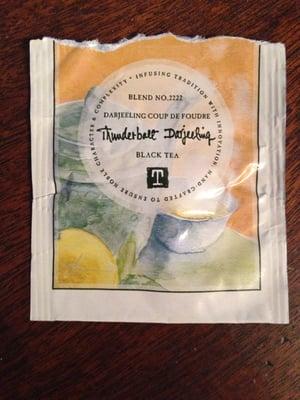 INFUSING TRADITION WITH INNOVATION. HAND CRAFTED TO ENSURE NOBLE CHARACTER & COMPLEXITY •
BLEND NO.2222
DARJEELING COUP DE FOUDRE
Thunderbolt Darjeeling
BLACK TEA
T